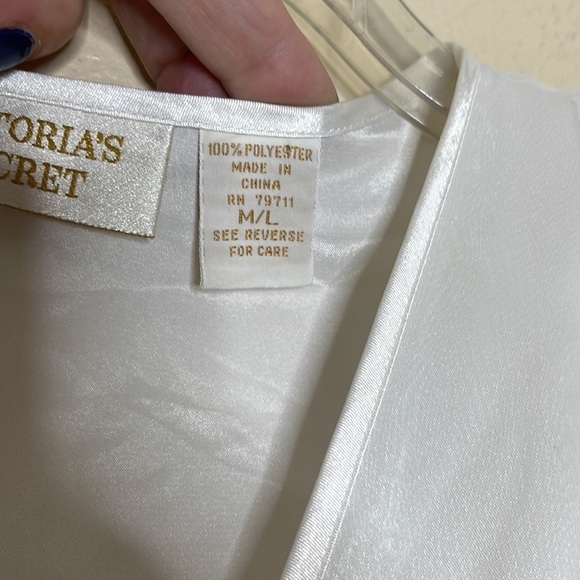 TORIA'S
CRET
100% POLYESTER
MADE IN
CHINA
RN 79711
M/L
SEE REVERSE
FOR CARE